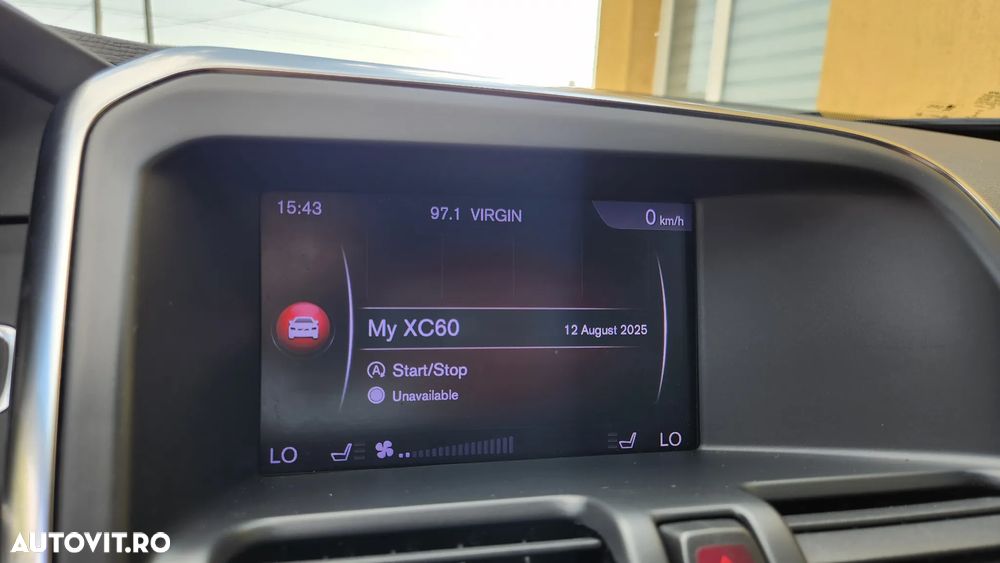 15:43
97.1 VIRGIN
0 km/h
My XC60
12 August 2025
A Start/Stop
Unavailable
LO
LO
AUTOVIT.RO